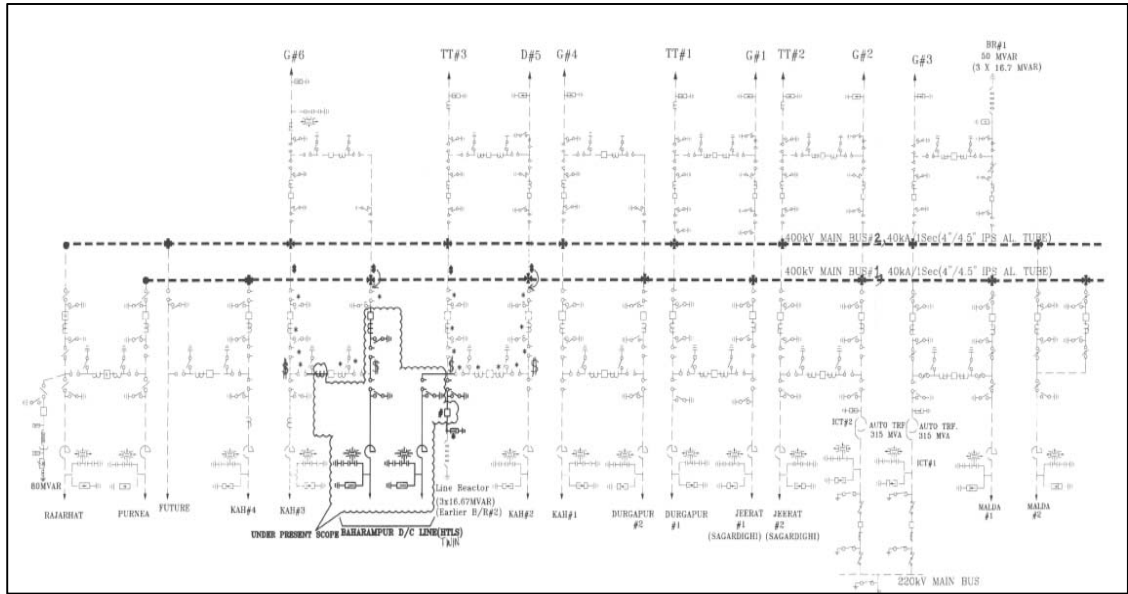 G#6
TT#3
D#5
G#4
TT#1
G#1
TT#2
G#2
G#3
BR#1
50 MVAR
(3 X 16.7 MVAR)
400kV MAIN BUS#2, 40kA/1Sec(4"/4.5" IPS AL. TUBE)
400kV MAIN BUS#1, 40kA/1Sec(4"/4.5" IPS AL. TUBE)
$
$
$
$
$
$
$
#
ICT#2
AUTO TRF.
315 MVA
AUTO TRF.
315 MVA
ICT#1
80MVAR
RAJARHAT
PURNEA
FUTURE
KAH#4
KAH#3
Line Reactor
(3x16.67MVAR)
(Earlier B/R#2)
KAH#2
KAH#1
DURGAPUR
#2
DURGAPUR
#1
JEERAT
#1
(SAGARDIGHI)
JEERAT
#2
(SAGARDIGHI)
MALDA
#1
MALDA
#2
UNDER PRESENT SCOPE
BAHARAMPUR D/C LINE(HTLS)
220kV MAIN BUS